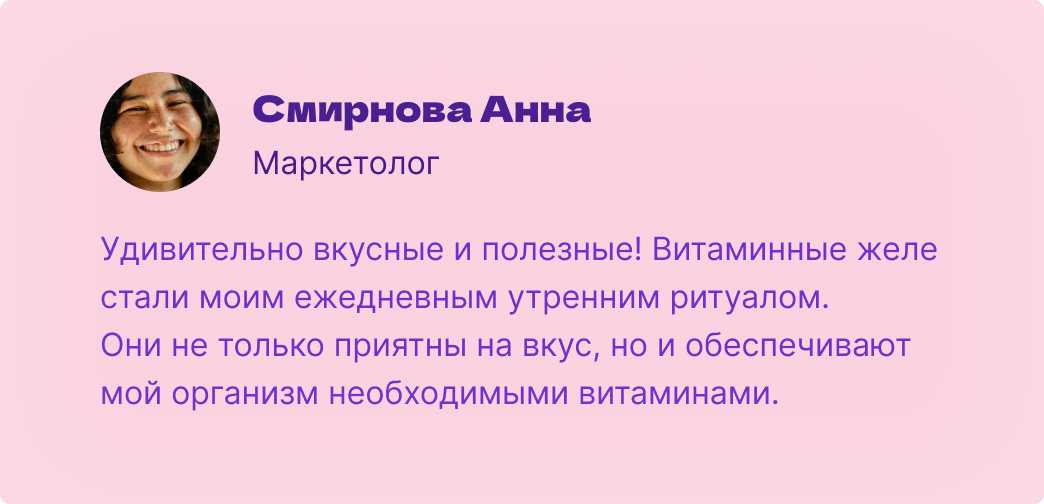 Смирнова Анна
Маркетолог
Удивительно вкусные и полезные! Витаминные желе
стали моим ежедневным утренним ритуалом.
Они не только приятны на вкус, но и обеспечивают
мой организм необходимыми витаминами.